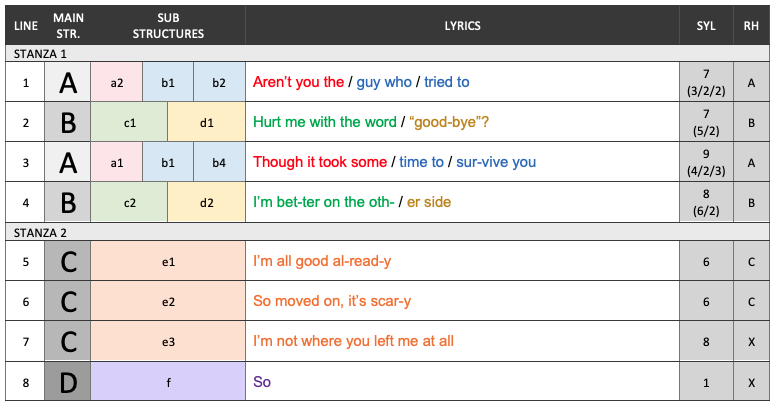 LINE MAIN STR. SUB STRUCTURES LYRICS SYL RH
STANZA 1
1 A a2 b1 b2 Aren't you the / guy who / tried to 7 (3/2/2) A
2 B c1 d1 Hurt me with the word / “good-bye”? 7 (5/2) B
3 A a1 b1 b4 Though it took some / time to / sur-vive you 9 (4/2/3) A
4 B c2 d2 I'm bet-ter on the oth- / er side 8 (6/2) B
STANZA 2
5 C e1 I'm all good al-read-y 6 C
6 C e2 So moved on, it's scar-y 6 C
7 C e3 I'm not where you left me at all 8 X
8 D f So 1 X